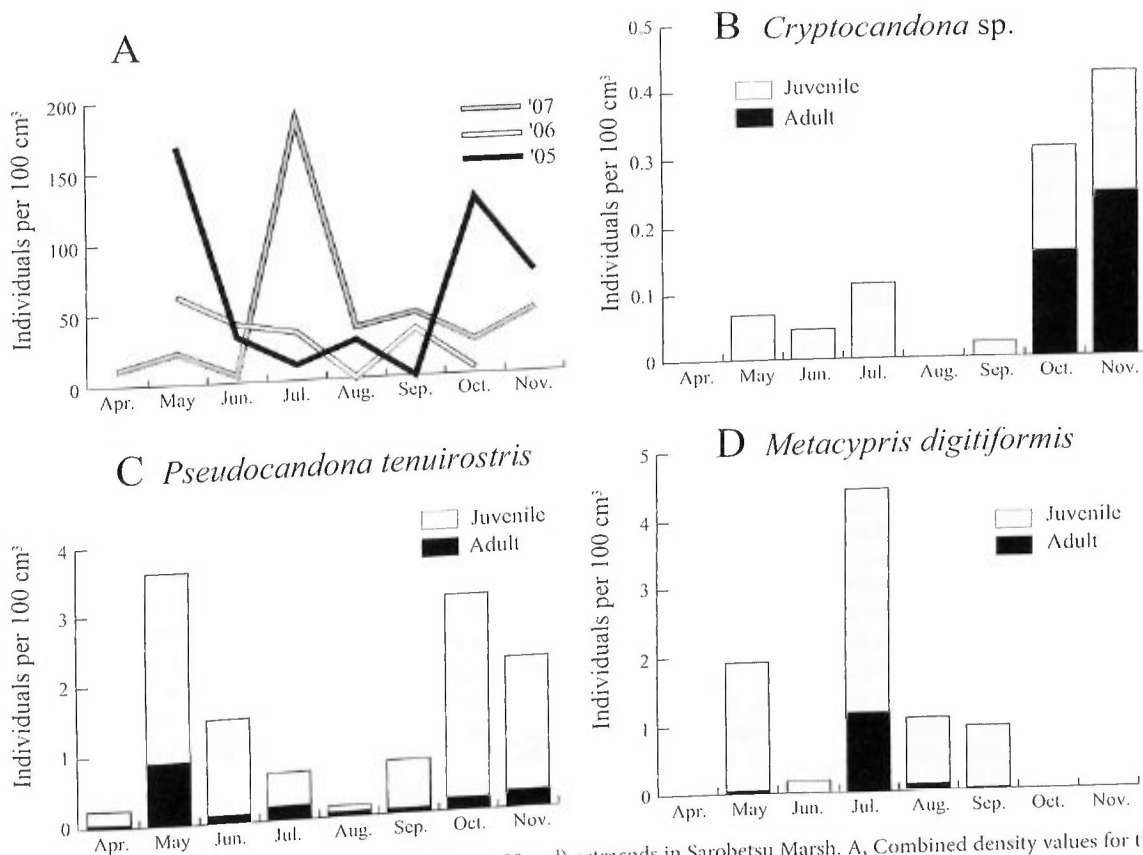 A
Individuals per 100 cm³
200
150
100
50
0
'07
'06
'05
Apr. May Jun. Jul. Aug. Sep. Oct. Nov.
B Cryptocandona sp.
Individuals per 100 cm³
0.5
0.4
0.3
0.2
0.1
0
Juvenile
Adult
Apr. May Jun. Jul. Aug. Sep. Oct. Nov.
C Pseudocandona tenuirostris
Individuals per 100 cm³
4
3
2
1
0
Juvenile
Adult
Apr. May Jun. Jul. Aug. Sep. Oct. Nov.
D Metacypris digitiformis
Individuals per 100 cm³
5
4
3
2
1
0
Juvenile
Adult
Apr. May Jun. Jul. Aug. Sep. Oct. Nov.
in Sarobetsu Marsh. A, Combined density values for